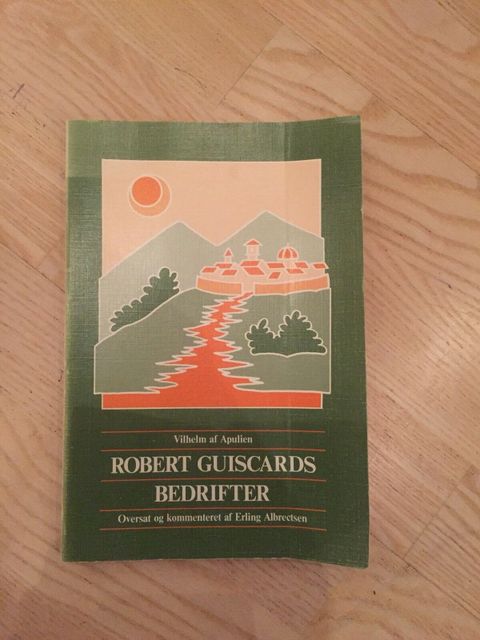 Vilhelm af Apulien
ROBERT GUISCARDS
BEDRIFTER
Oversat og kommenteret af Erling Albrectsen